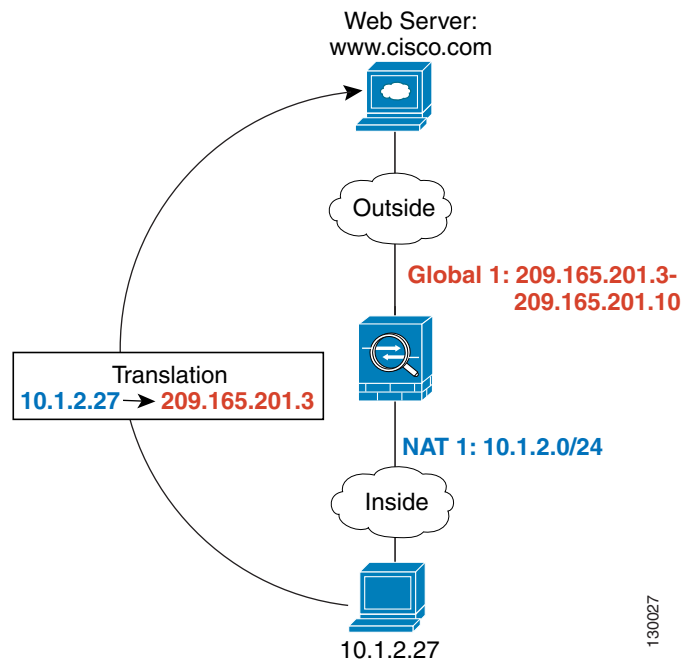 Web Server:
www.cisco.com
Outside
Global 1: 209.165.201.3-
209.165.201.10
Translation
10.1.2.27 → 209.165.201.3
NAT 1: 10.1.2.0/24
Inside
10.1.2.27
130027